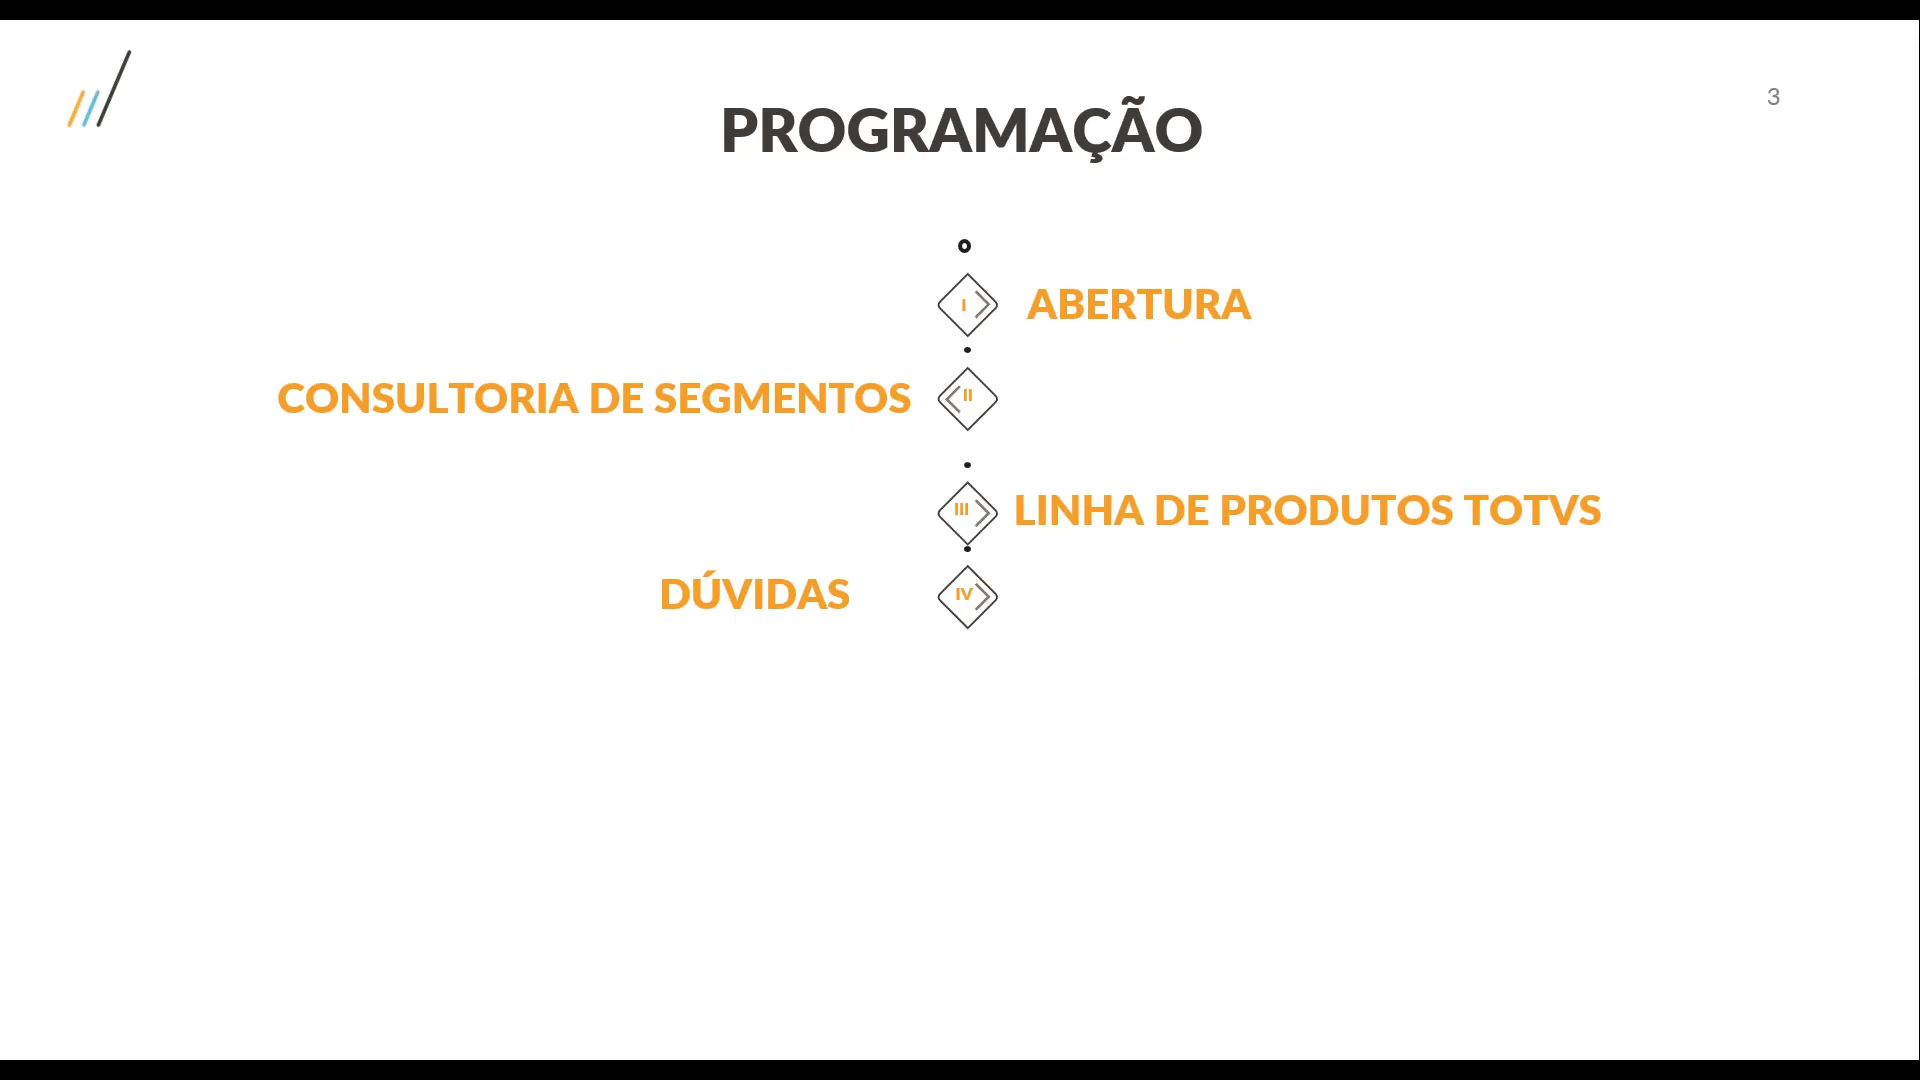 3
PROGRAMAÇÃO
I ABERTURA
CONSULTORIA DE SEGMENTOS II
III LINHA DE PRODUTOS TOTVS
DÚVIDAS IV